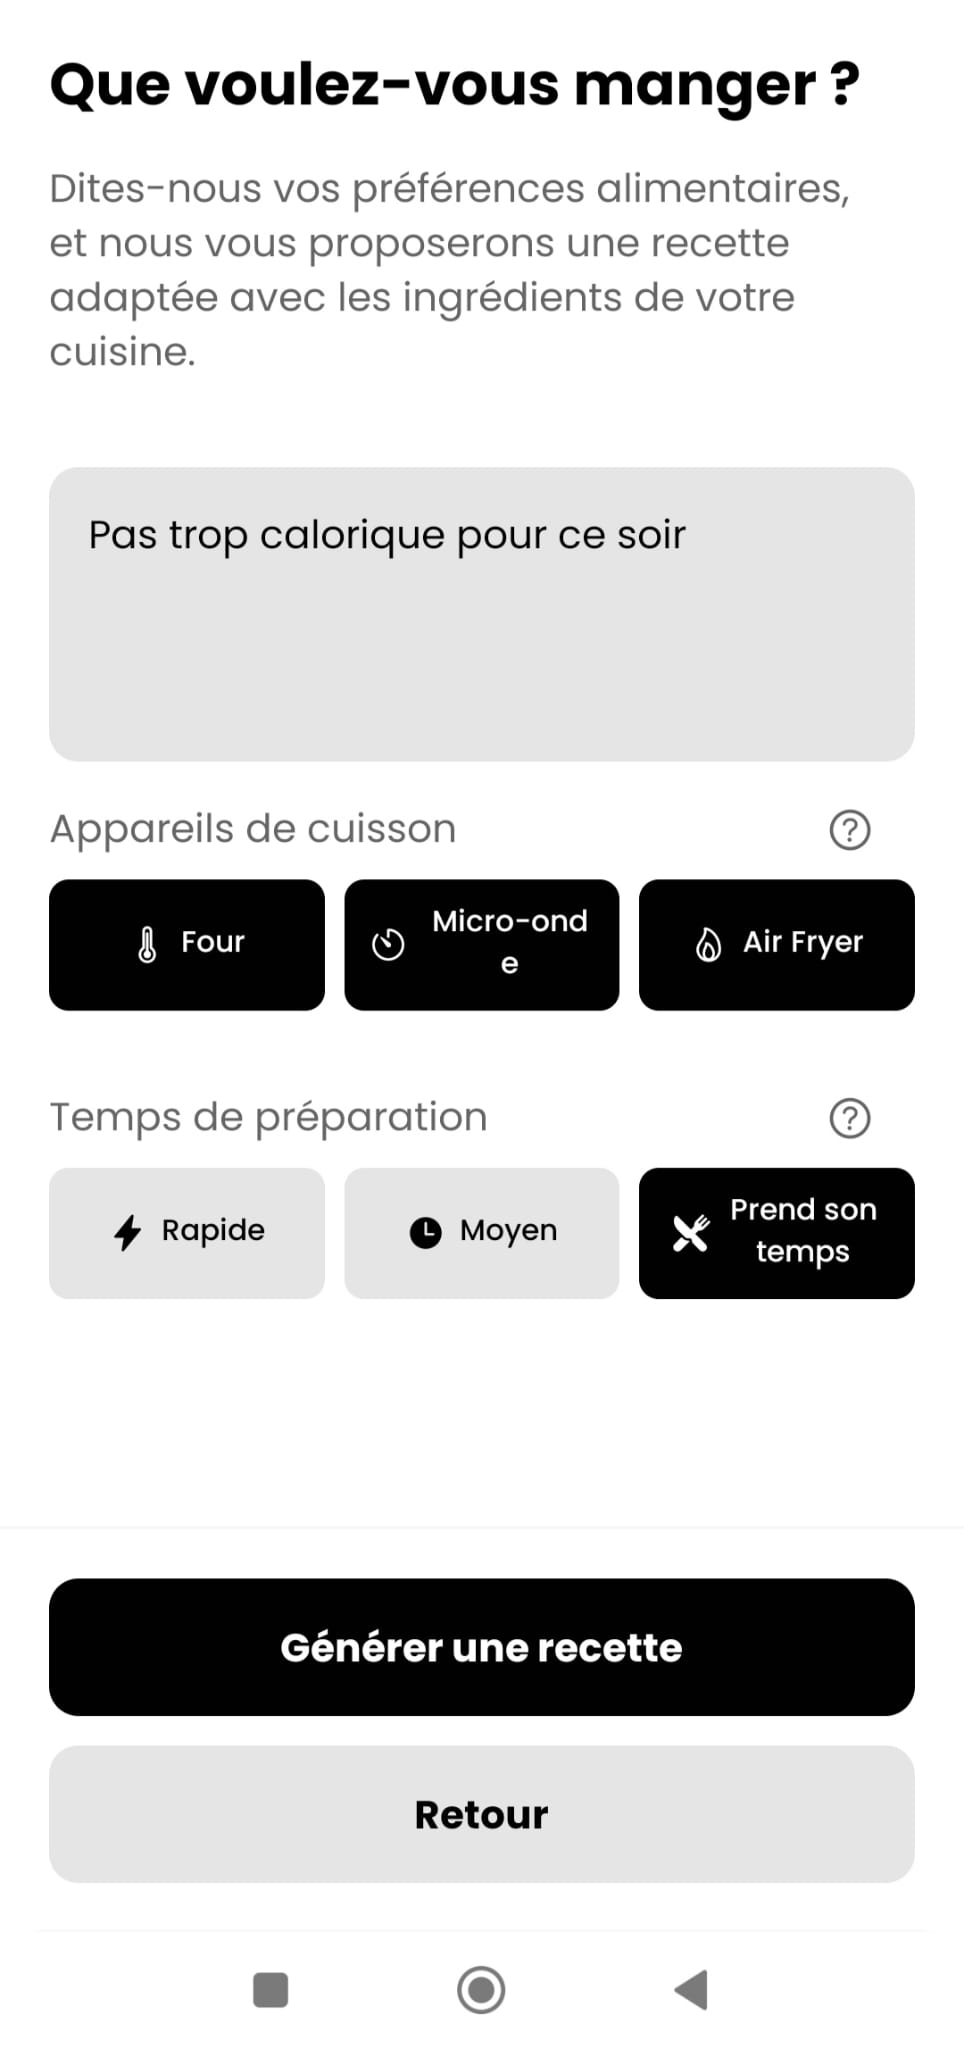 Que voulez-vous manger ?
Dites-nous vos préférences alimentaires,
et nous vous proposerons une recette
adaptée avec les ingrédients de votre
cuisine.
Pas trop calorique pour ce soir
Appareils de cuisson
?
Four
Micro-ond
e
Air Fryer
Temps de préparation
?
Rapide
Moyen
Prend son
temps
Générer une recette
Retour